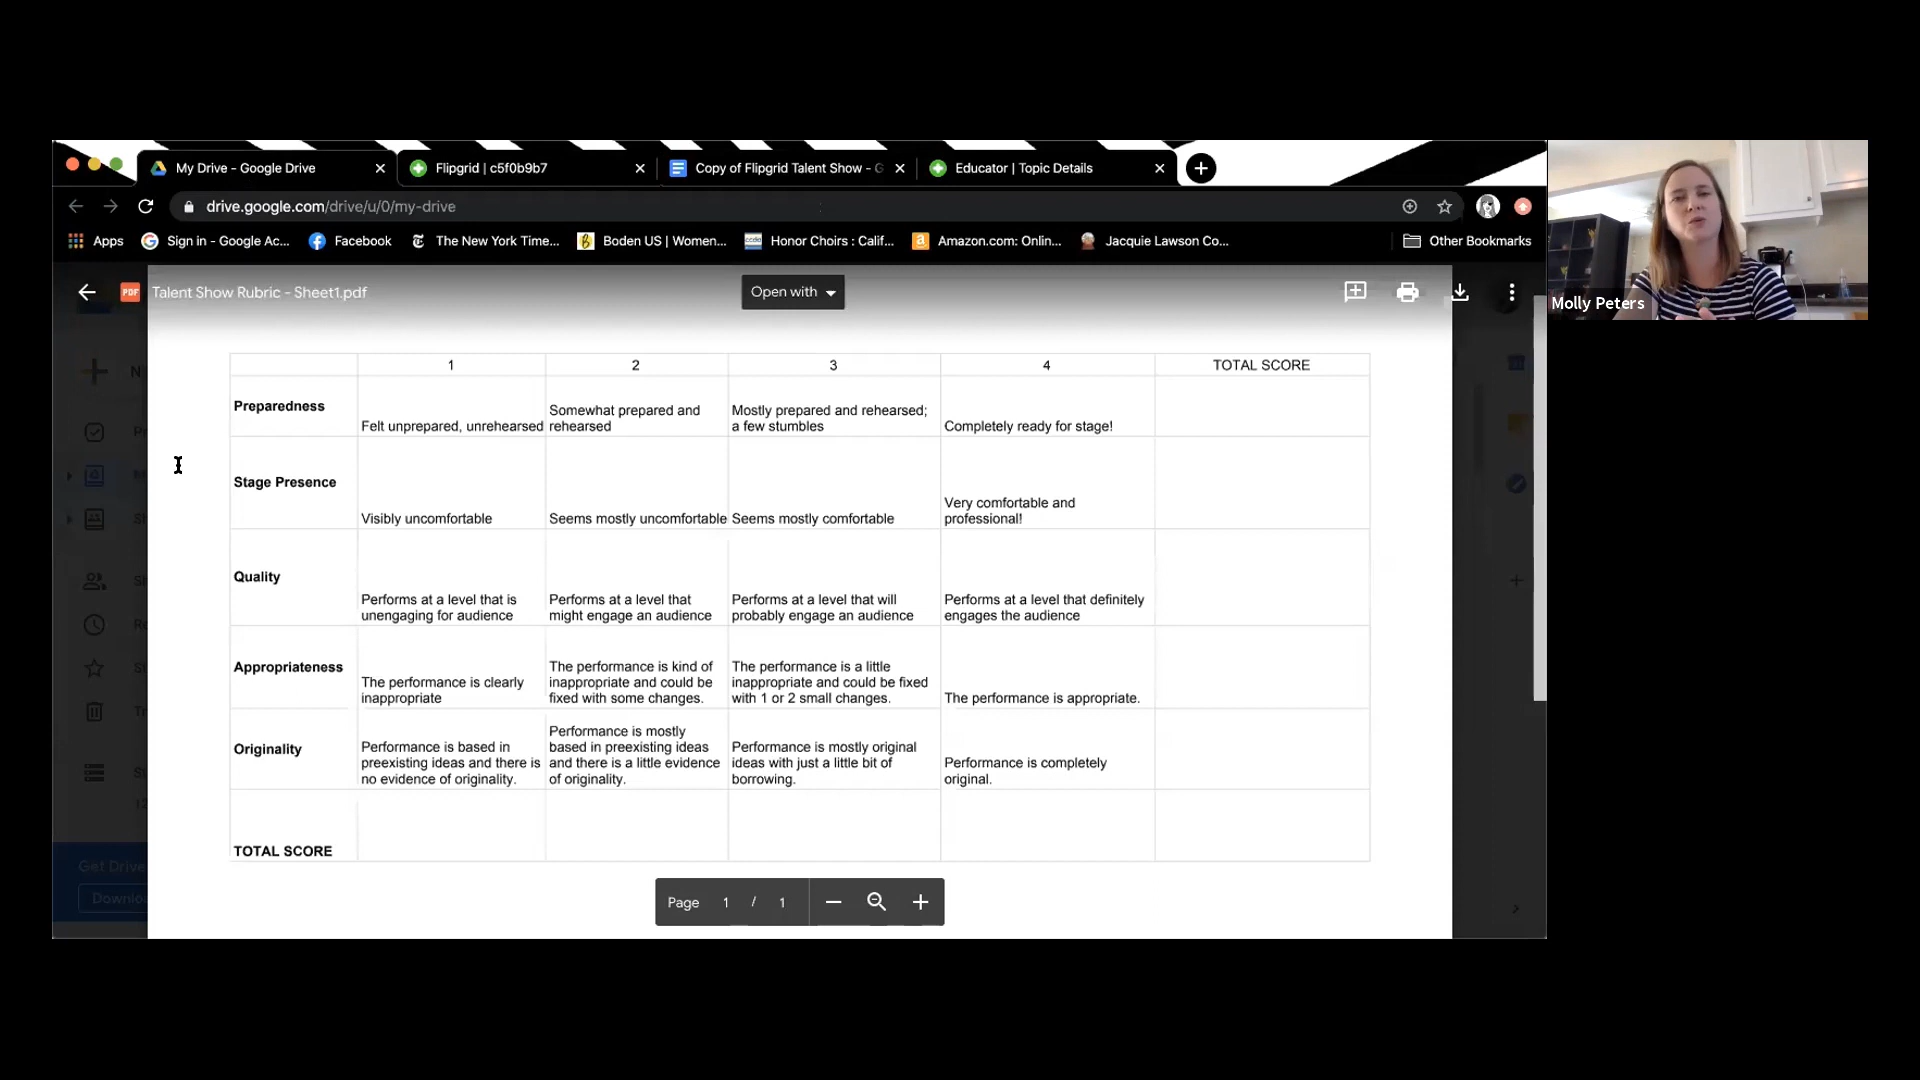 My Drive - Google Drive
Flipgrid | c5f0b9b7
Copy of Flipgrid Talent Show - G
Educator | Topic Details
drive.google.com/drive/u/0/my-drive
Apps
Sign in - Google Ac...
Facebook
The New York Time...
Boden US | Women...
Honor Choirs : Calif...
Amazon.com: Onlin...
Jacquie Lawson Co...
Other Bookmarks
PDF
Talent Show Rubric - Sheet1.pdf
Open with
Molly Peters
1 2 3 4 TOTAL SCORE
Preparedness
Felt unprepared, unrehearsed
Somewhat prepared and
rehearsed
Mostly prepared and rehearsed;
a few stumbles
Completely ready for stage!
Stage Presence
Visibly uncomfortable
Seems mostly uncomfortable
Seems mostly comfortable
Very comfortable and
professional!
Quality
Performs at a level that is
unengaging for audience
Performs at a level that
might engage an audience
Performs at a level that will
probably engage an audience
Performs at a level that definitely
engages the audience
Appropriateness
The performance is clearly
inappropriate
The performance is kind of
inappropriate and could be
fixed with some changes.
The performance is a little
inappropriate and could be fixed
with 1 or 2 small changes.
The performance is appropriate.
Originality
Performance is based in
preexisting ideas and there is
no evidence of originality.
Performance is mostly
based in preexisting ideas
and there is a little evidence
of originality.
Performance is mostly original
ideas with just a little bit of
borrowing.
Performance is completely
original.
TOTAL SCORE
Get Drive
Page 1 / 1